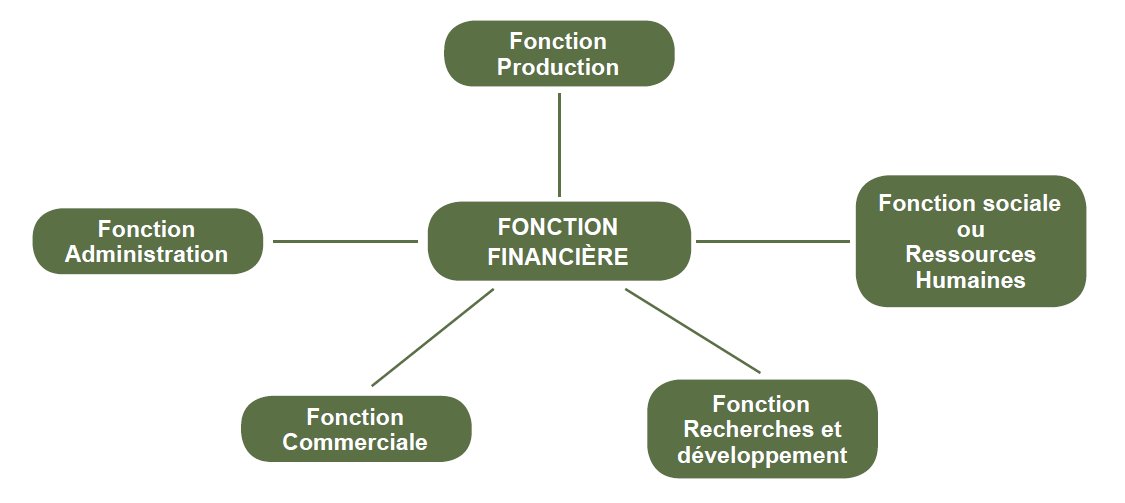 Fonction
Production
Fonction
Administration
FONCTION
FINANCIÈRE
Fonction sociale
ou
Ressources
Humaines
Fonction
Commerciale
Fonction
Recherches et
développement